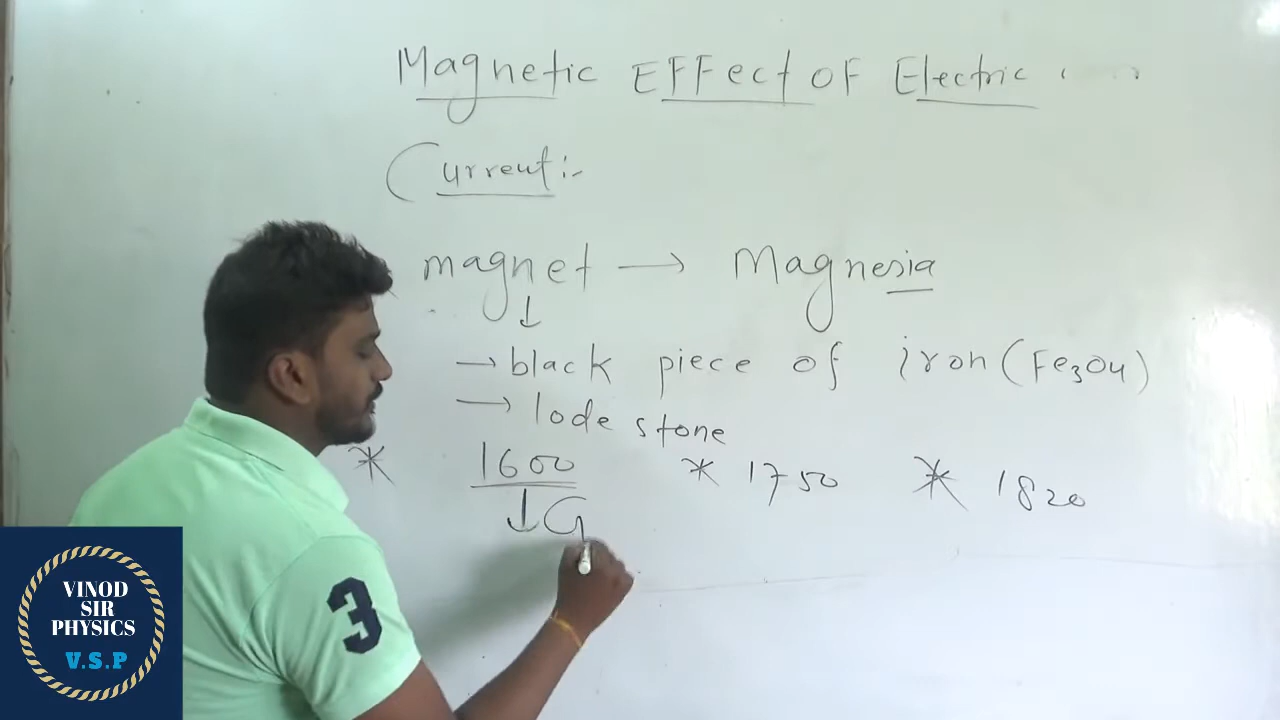 Magnetic EFFect OF Electric
Current:-
magnet → Magnesia
↓
→ black piece of iron (Fe3O4)
→ lode stone
* 1600 * 1750 * 1820
↓ G
3
VINOD
SIR
PHYSICS
V.S.P